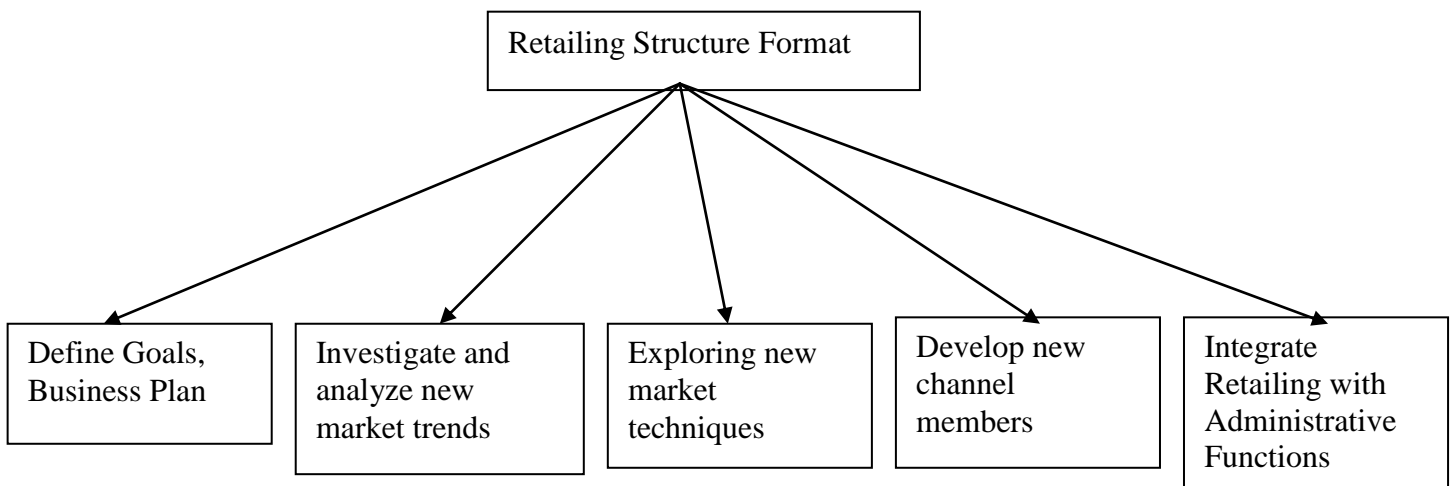 Retailing Structure Format
Define Goals,
Business Plan
Investigate and
analyze new
market trends
Exploring new
market
techniques
Develop new
channel
members
Integrate
Retailing with
Administrative
Functions